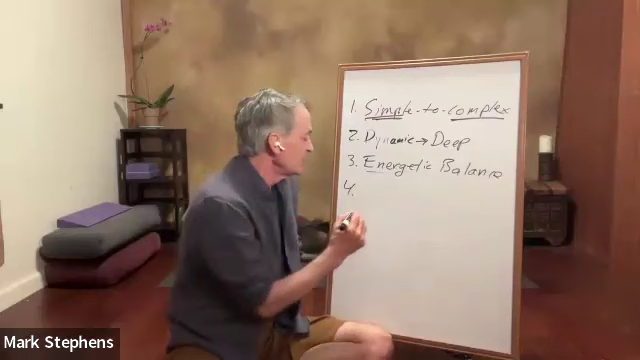 1. Simple-to-complex
2. Dynamic → Deep
3. Energetic Balance
4.
Mark Stephens